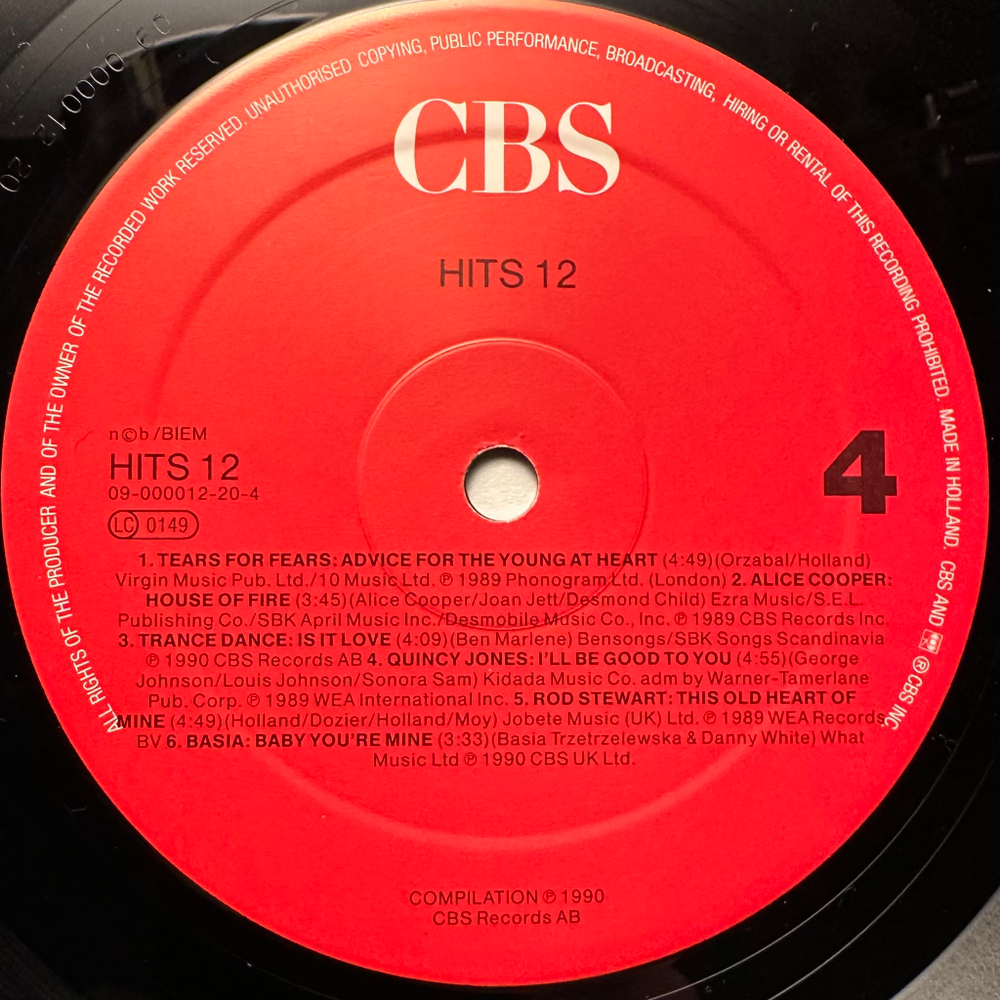 ALL RIGHTS OF THE PRODUCER AND OF THE OWNER OF THE RECORDED WORK RESERVED. UNAUTHORISED COPYING, PUBLIC PERFORMANCE, BROADCASTING, HIRING OR RENTAL OF THIS RECORDING PROHIBITED. MADE IN HOLLAND. CBS AND ® CBS INC
CBS
HITS 12
n©b/BIEM
HITS 12
09-000012-20-4
LC 0149
4
1. TEARS FOR FEARS: ADVICE FOR THE YOUNG AT HEART (4:49)(Orzabal/Holland)
Virgin Music Pub. Ltd./10 Music Ltd. ℗ 1989 Phonogram Ltd. (London) 2. ALICE COOPER:
HOUSE OF FIRE (3:45)(Alice Cooper/Joan Jett/Desmond Child) Ezra Music/S.E.L.
Publishing Co./SBK April Music Inc./Desmobile Music Co., Inc. ℗ 1989 CBS Records Inc.
3. TRANCE DANCE: IS IT LOVE (4:09)(Ben Marlene) Bensongs/SBK Songs Scandinavia
℗ 1990 CBS Records AB 4. QUINCY JONES: I'LL BE GOOD TO YOU (4:55)(George
Johnson/Louis Johnson/Sonora Sam) Kidada Music Co. adm by Warner-Tamerlane
Pub. Corp. ℗ 1989 WEA International Inc. 5. ROD STEWART: THIS OLD HEART OF
MINE (4:49)(Holland/Dozier/Holland/Moy) Jobete Music (UK) Ltd. ℗ 1989 WEA Records
BV 6. BASIA: BABY YOU'RE MINE (3:33)(Basia Trzetrzelewska & Danny White) What
Music Ltd ℗ 1990 CBS UK Ltd.
COMPILATION ℗ 1990
CBS Records AB